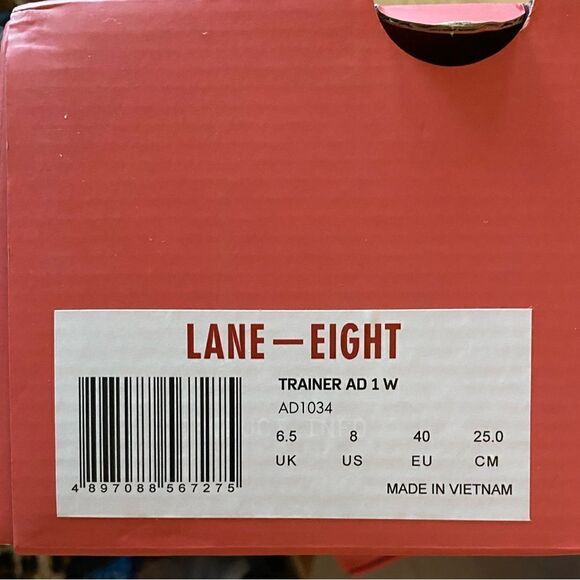 LANE—EIGHT
TRAINER AD 1 W
AD1034
6.5 8 40 25.0
UK US EU CM
4 897088 567275
MADE IN VIETNAM